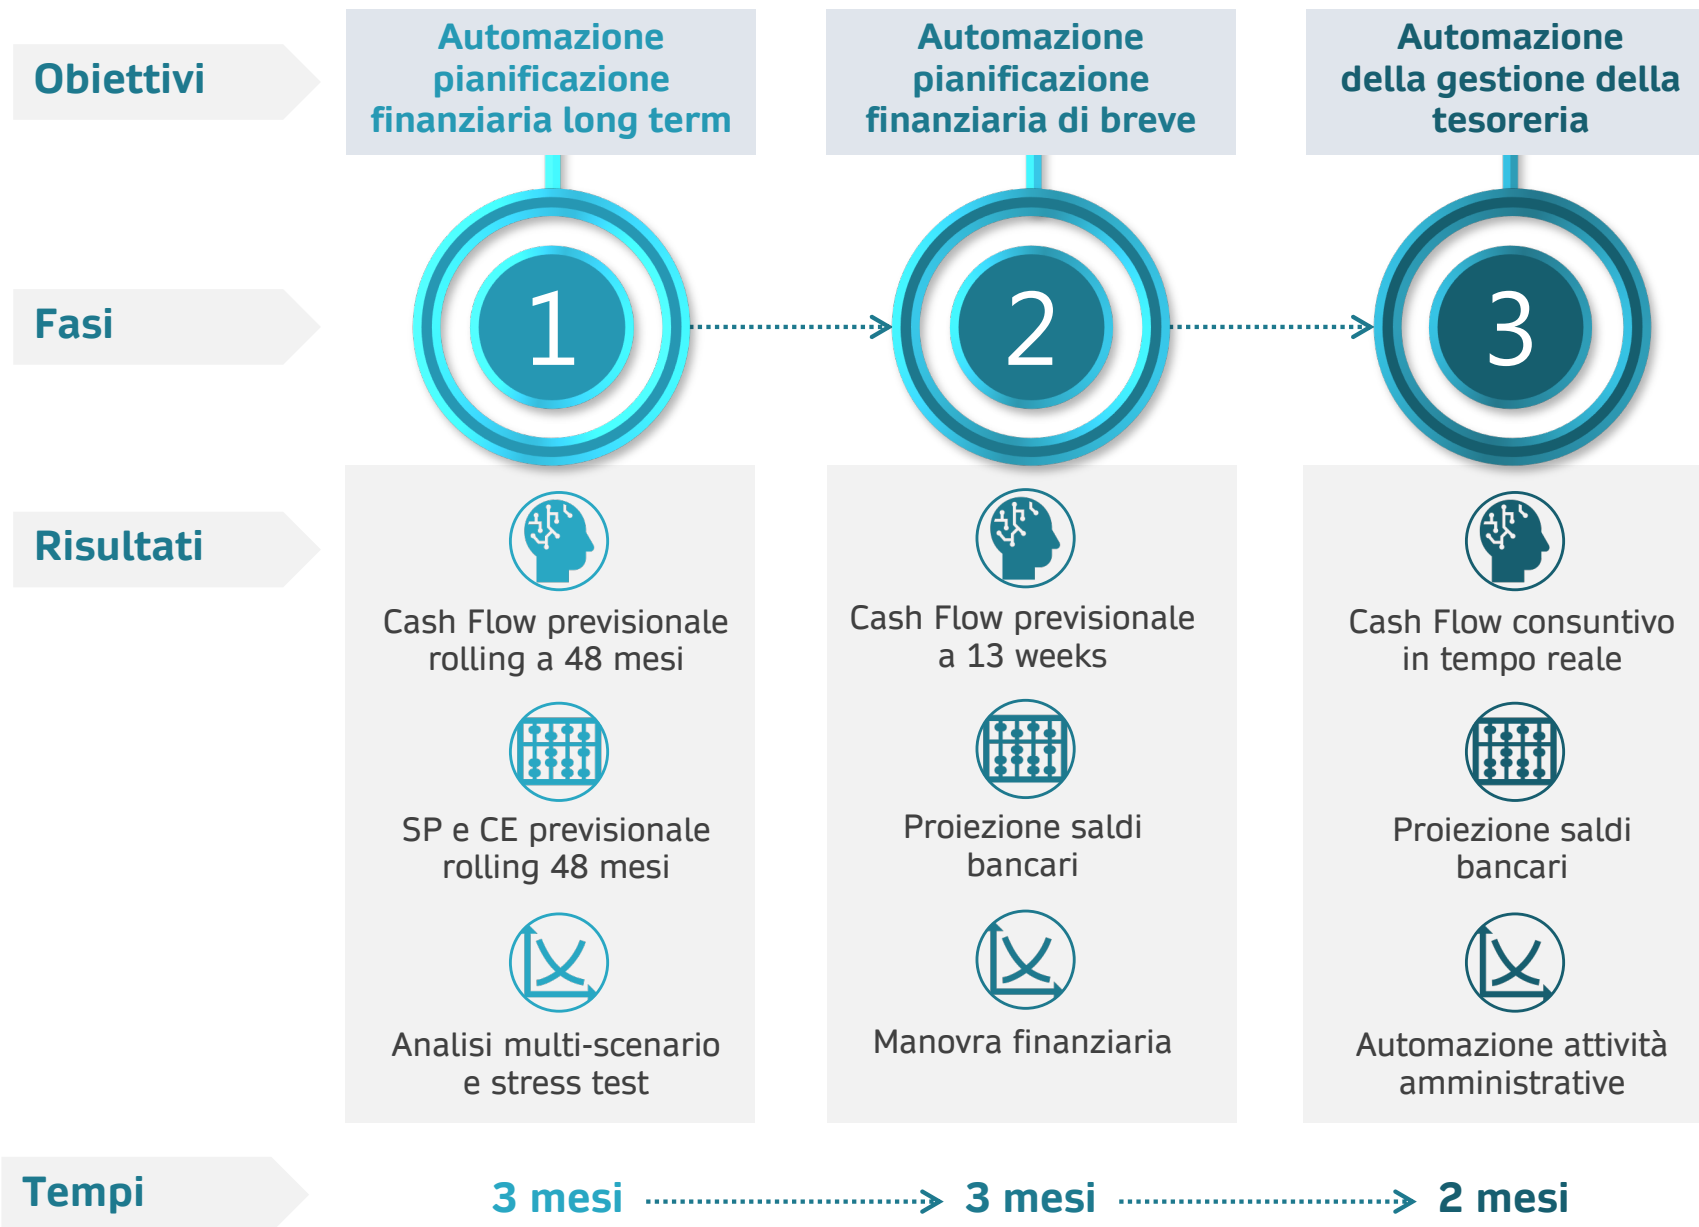 Obiettivi
Automazione
pianificazione
finanziaria long term
Automazione
pianificazione
finanziaria di breve
Automazione
della gestione della
tesoreria
Fasi
1
2
3
Risultati
Cash Flow previsionale
rolling a 48 mesi
Cash Flow previsionale
a 13 weeks
Cash Flow consuntivo
in tempo reale
SP e CE previsionale
rolling 48 mesi
Proiezione saldi
bancari
Proiezione saldi
bancari
Analisi multi-scenario
e stress test
Manovra finanziaria
Automazione attività
amministrative
Tempi
3 mesi
3 mesi
2 mesi